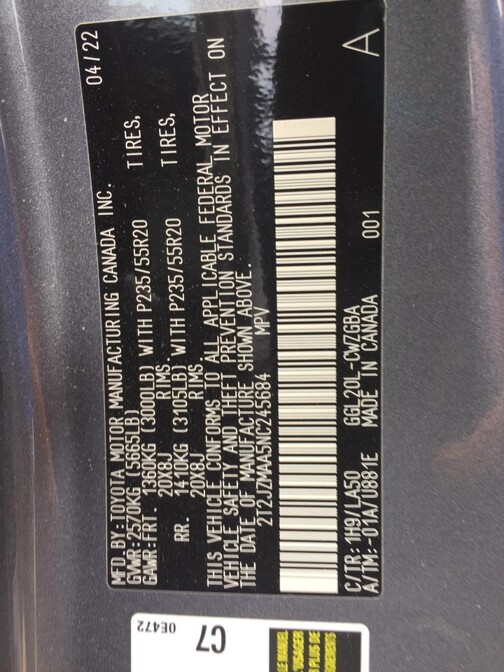 MFD.BY:TOYOTA MOTOR MANUFACTURING CANADA INC. 04/22
GVWR:2570KG (5665LB)
GAWR:FRT. 1360KG (3000LB) WITH P235/55R20 TIRES,
20X8J RIMS
RR. 1410KG (3105LB) WITH P235/55R20 TIRES,
20X8J RIMS
THIS VEHICLE CONFORMS TO ALL APPLICABLE FEDERAL MOTOR
VEHICLE SAFETY AND THEFT PREVENTION STANDARDS IN EFFECT ON
THE DATE OF MANUFACTURE SHOWN ABOVE.
2T2JZMAA5NC245684 MPV
C/TR:1H9/LA50 GGL20L-CWZGBA A
A/TM:-01A/U881E MADE IN CANADA 001
0E472
C7